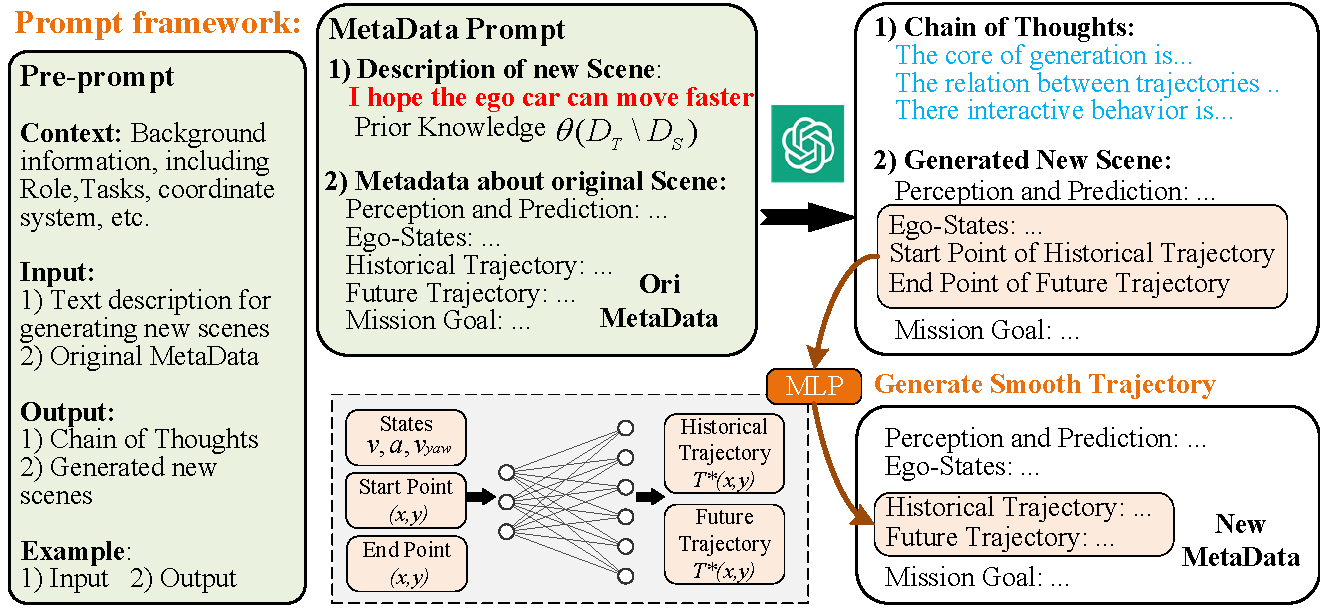 Prompt framework:
Pre-prompt
Context: Background
information, including
Role,Tasks, coordinate
system, etc.
Input:
1) Text description for
generating new scenes
2) Original MetaData
Output:
1) Chain of Thoughts
2) Generated new
scenes
Example:
1) Input 2) Output
MetaData Prompt
1) Description of new Scene:
I hope the ego car can move faster
Prior Knowledge θ(D_T \ D_S)
2) Metadata about original Scene:
Perception and Prediction: ...
Ego-States: ...
Historical Trajectory: ...
Future Trajectory: ...
Mission Goal: ...
Ori
MetaData
1) Chain of Thoughts:
The core of generation is...
The relation between trajectories ..
There interactive behavior is...
2) Generated New Scene:
Perception and Prediction: ...
Ego-States: ...
Start Point of Historical Trajectory
End Point of Future Trajectory
Mission Goal: ...
MLP
Generate Smooth Trajectory
States
v, a, v_yaw
Start Point
(x,y)
End Point
(x,y)
Historical
Trajectory
T*(x,y)
Future
Trajectory
T*(x,y)
Perception and Prediction: ...
Ego-States: ...
Historical Trajectory: ...
Future Trajectory: ...
Mission Goal: ...
New
MetaData